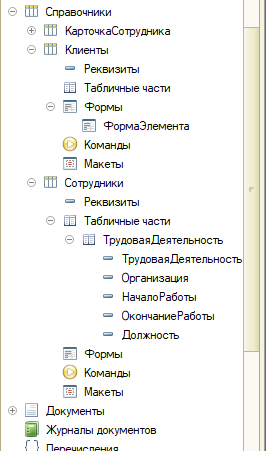 Справочники
КарточкаСотрудника
Клиенты
Реквизиты
Табличные части
Формы
ФормаЭлемента
Команды
Макеты
Сотрудники
Реквизиты
Табличные части
ТрудоваяДеятельность
ТрудоваяДеятельность
Организация
НачалоРаботы
ОкончаниеРаботы
Должность
Формы
Команды
Макеты
Документы
Журналы документов
Перечисления